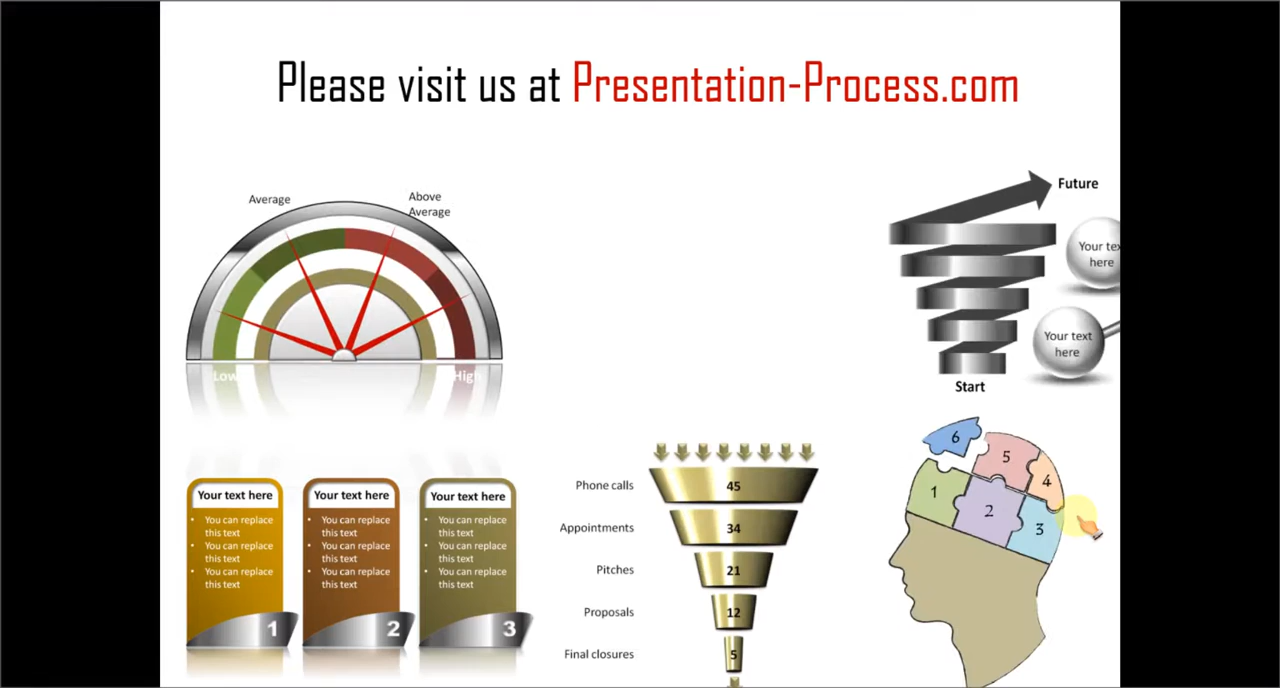 Please visit us at Presentation-Process.com
Average
Above
Average
Low
High
Future
Your
here
Your text
here
Start
Your text here
• You can replace
this text
• You can replace
this text
• You can replace
this text
1
Your text here
• You can replace
this text
• You can replace
this text
• You can replace
this text
2
Your text here
• You can replace
this text
• You can replace
this text
• You can replace
this text
3
Phone calls 45
Appointments 34
Pitches 21
Proposals 12
Final closures 5
6
5
4
1
2
3